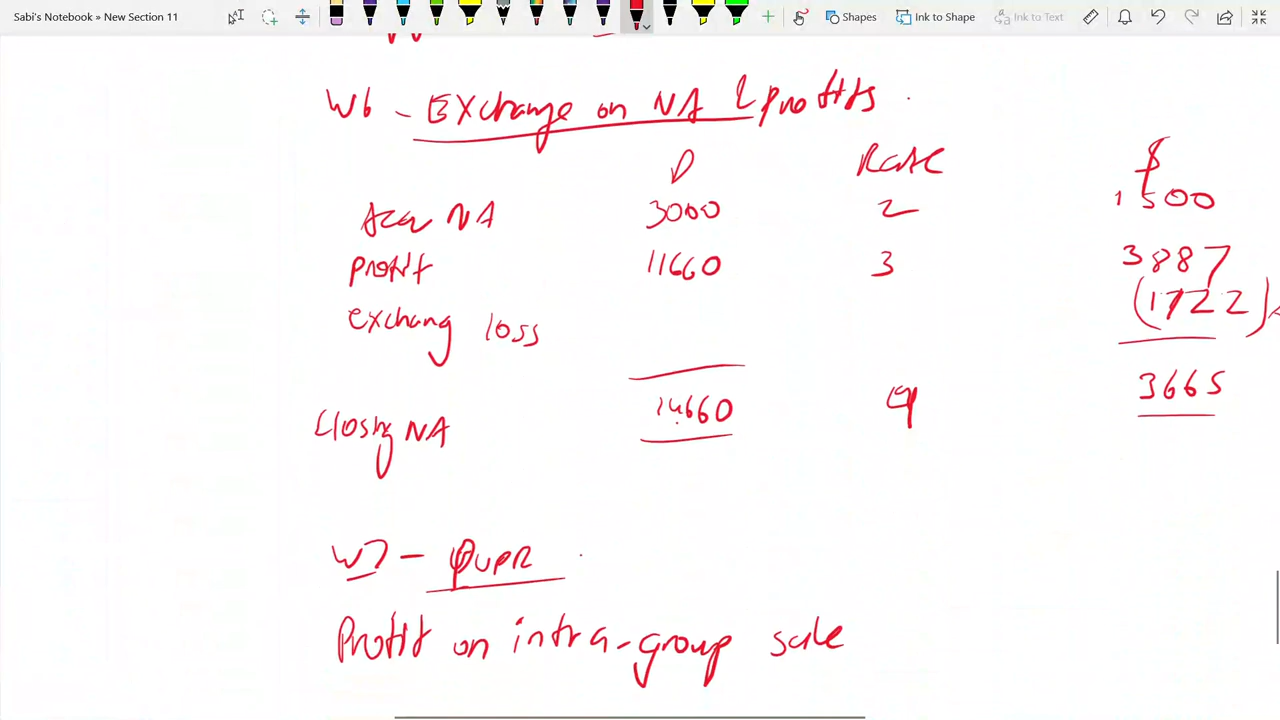 Sabi's Notebook » New Section 11
Shapes Ink to Shape Ink to Text
W6 - Exchange on NA & profits
D Rate $
Acq NA 3000 2 1500
profit 11660 3 3887
exchang loss (1722)
14660 4 3665
Closing NA
W7 - PUPR
Profit on intra-group sale